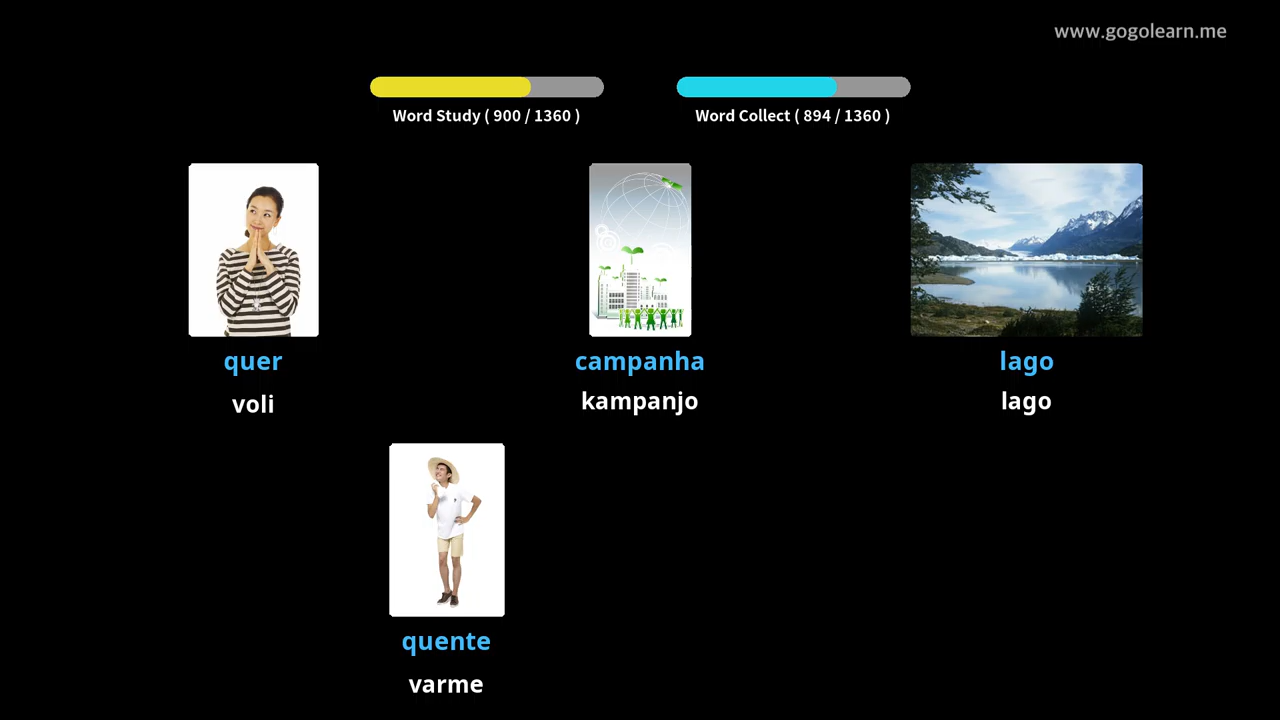 www.gogolearn.me
Word Study ( 900 / 1360 )
Word Collect ( 894 / 1360 )
quer
campanha
lago
voli
kampanjo
lago
quente
varme